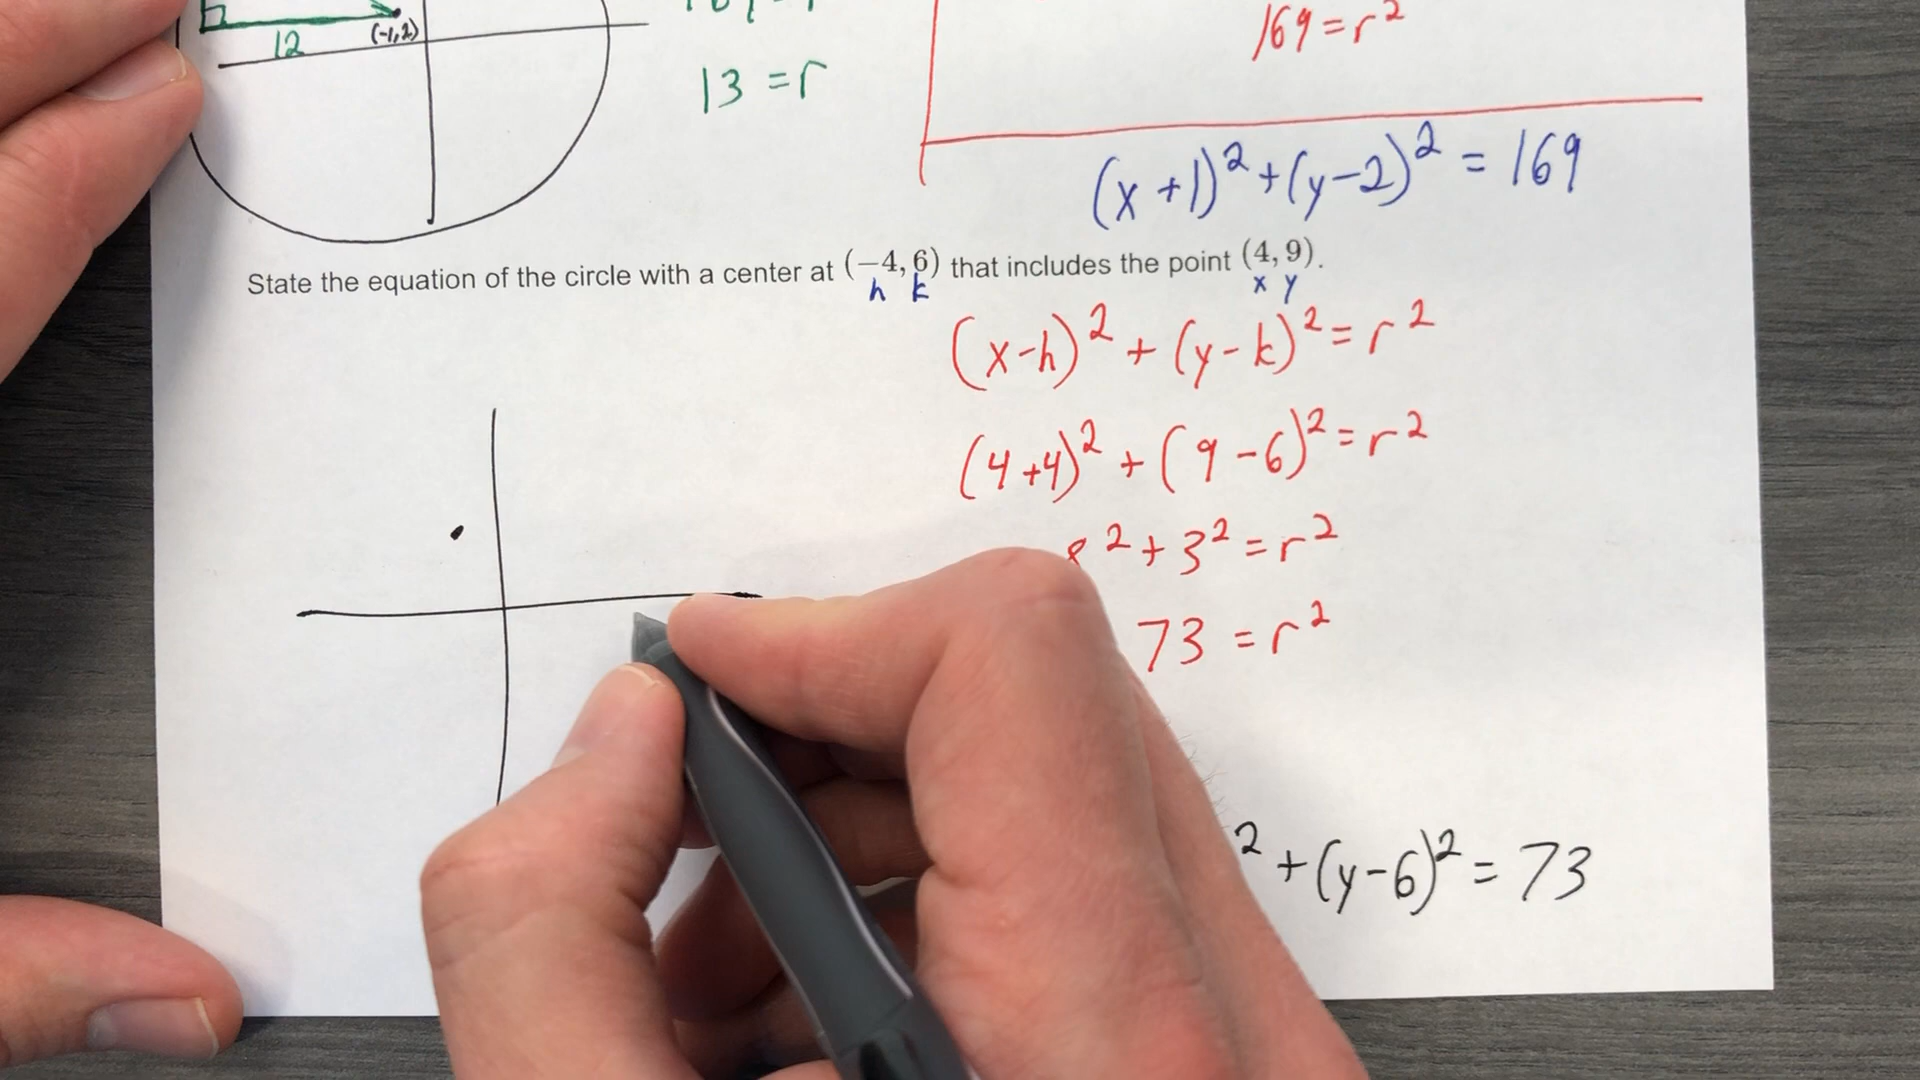 12
(-1,2)
13 = r
169 = r²
(x+1)² + (y-2)² = 169
State the equation of the circle with a center at (−4, 6) that includes the point (4, 9).
h k x y
(x-h)² + (y-k)² = r²
(4+4)² + (9-6)² = r²
8² + 3² = r²
73 = r²
² + (y-6)² = 73